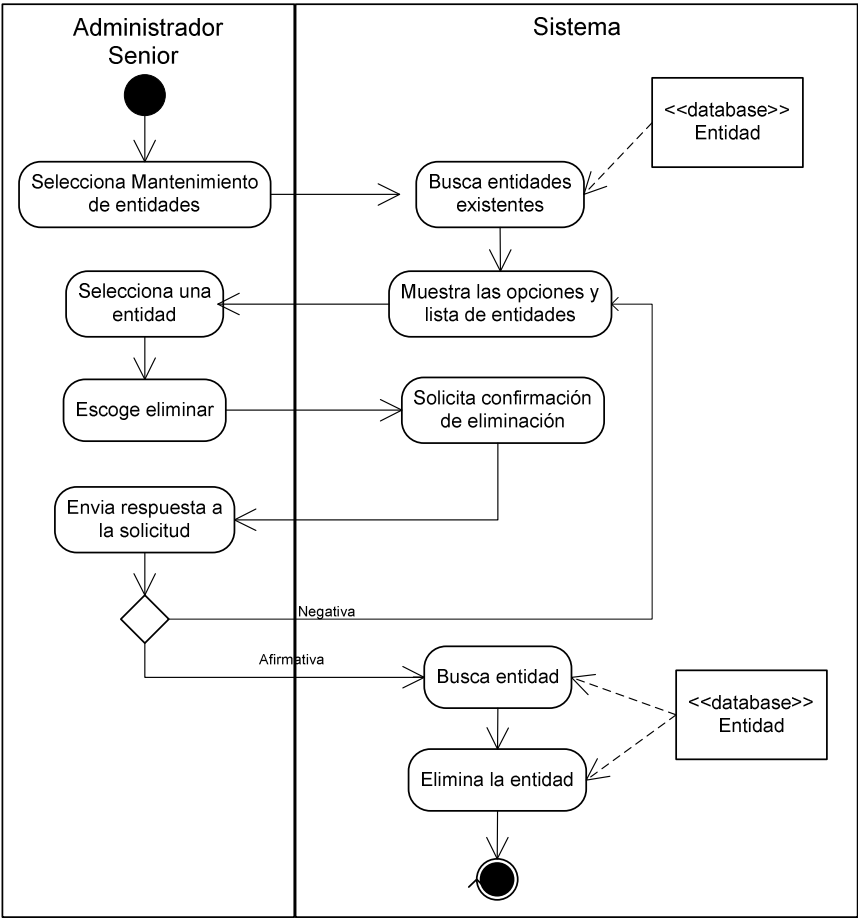 Administrador
Senior
Sistema
<<database>>
Entidad
Selecciona Mantenimiento
de entidades
Busca entidades
existentes
Selecciona una
entidad
Muestra las opciones y
lista de entidades
Escoge eliminar
Solicita confirmación
de eliminación
Envia respuesta a
la solicitud
Negativa
Afirmativa
Busca entidad
<<database>>
Entidad
Elimina la entidad